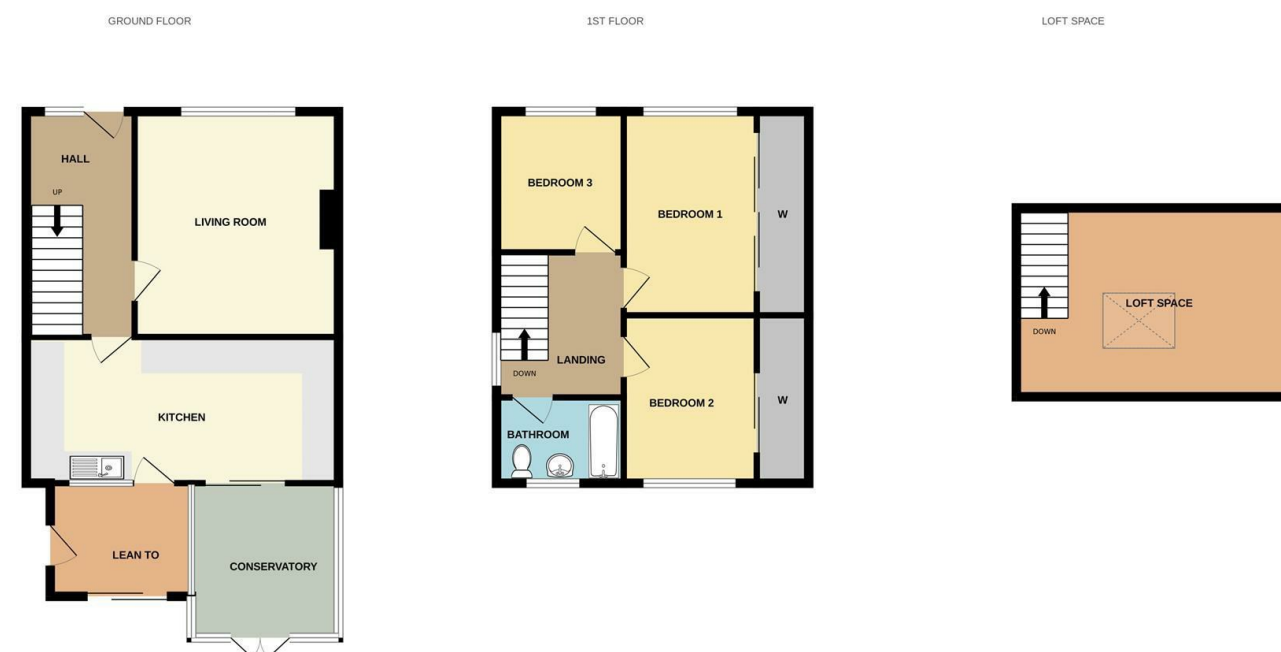 GROUND FLOOR
1ST FLOOR
LOFT SPACE
HALL
UP
LIVING ROOM
KITCHEN
LEAN TO
CONSERVATORY
BEDROOM 3
BEDROOM 1
W
LANDING
DOWN
BEDROOM 2
W
BATHROOM
LOFT SPACE
DOWN